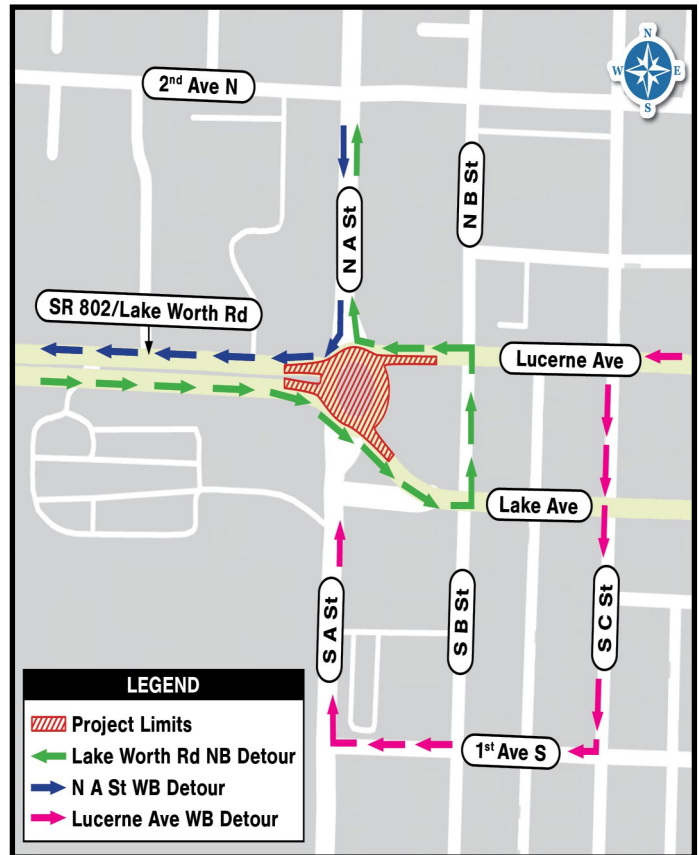 N
W E
S
2nd Ave N
N B St
N A St
SR 802/Lake Worth Rd
Lucerne Ave
Lake Ave
S A St
S B St
S C St
1st Ave S
LEGEND
Project Limits
Lake Worth Rd NB Detour
N A St WB Detour
Lucerne Ave WB Detour